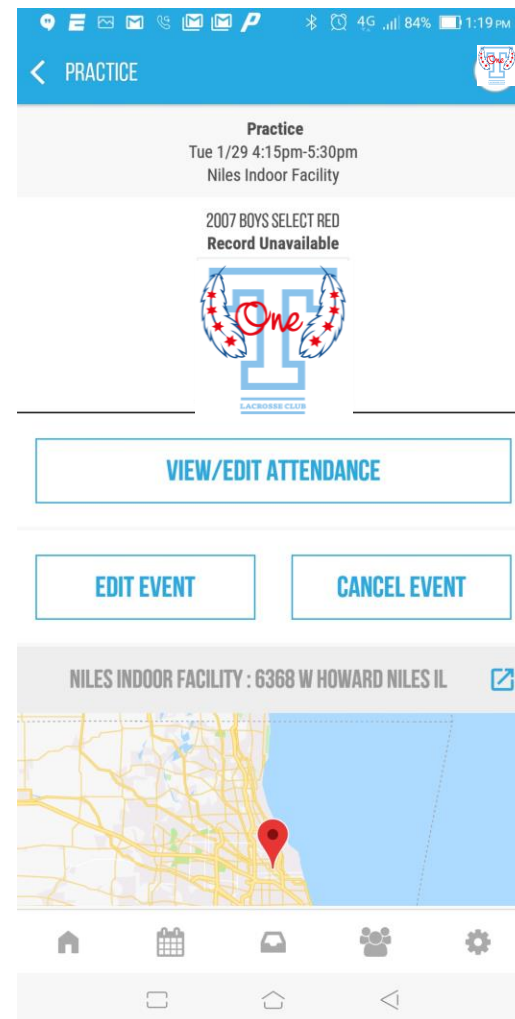 4G 84% 1:19 PM
PRACTICE
One
Practice
Tue 1/29 4:15pm-5:30pm
Niles Indoor Facility
2007 BOYS SELECT RED
Record Unavailable
T
One
LACROSSE CLUB
VIEW/EDIT ATTENDANCE
EDIT EVENT
CANCEL EVENT
NILES INDOOR FACILITY : 6368 W HOWARD NILES IL